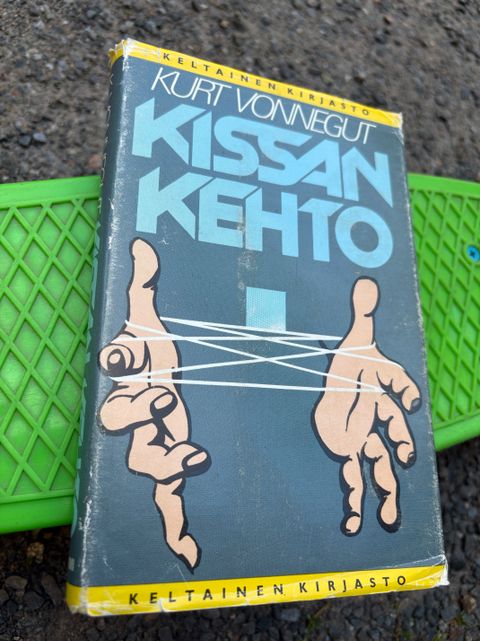 KELTAINEN KIRJASTO
KURT VONNEGUT
KISSAN
KEHTO
KELTAINEN KIRJASTO